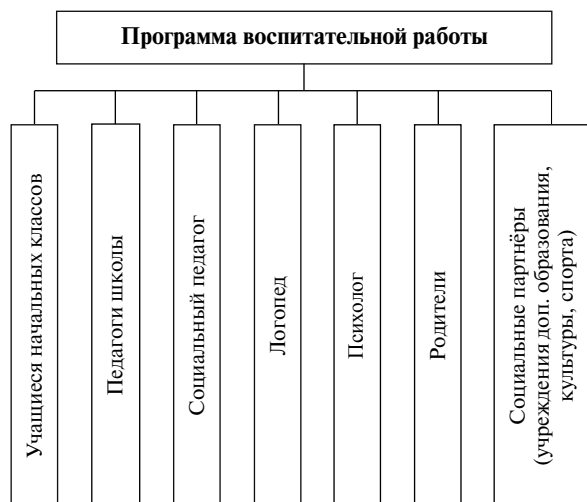 Программа воспитательной работы
Учащиеся начальных классов
Педагоги школы
Социальный педагог
Логопед
Психолог
Родители
Социальные партнёры
(учреждения доп. образования,
культуры, спорта)